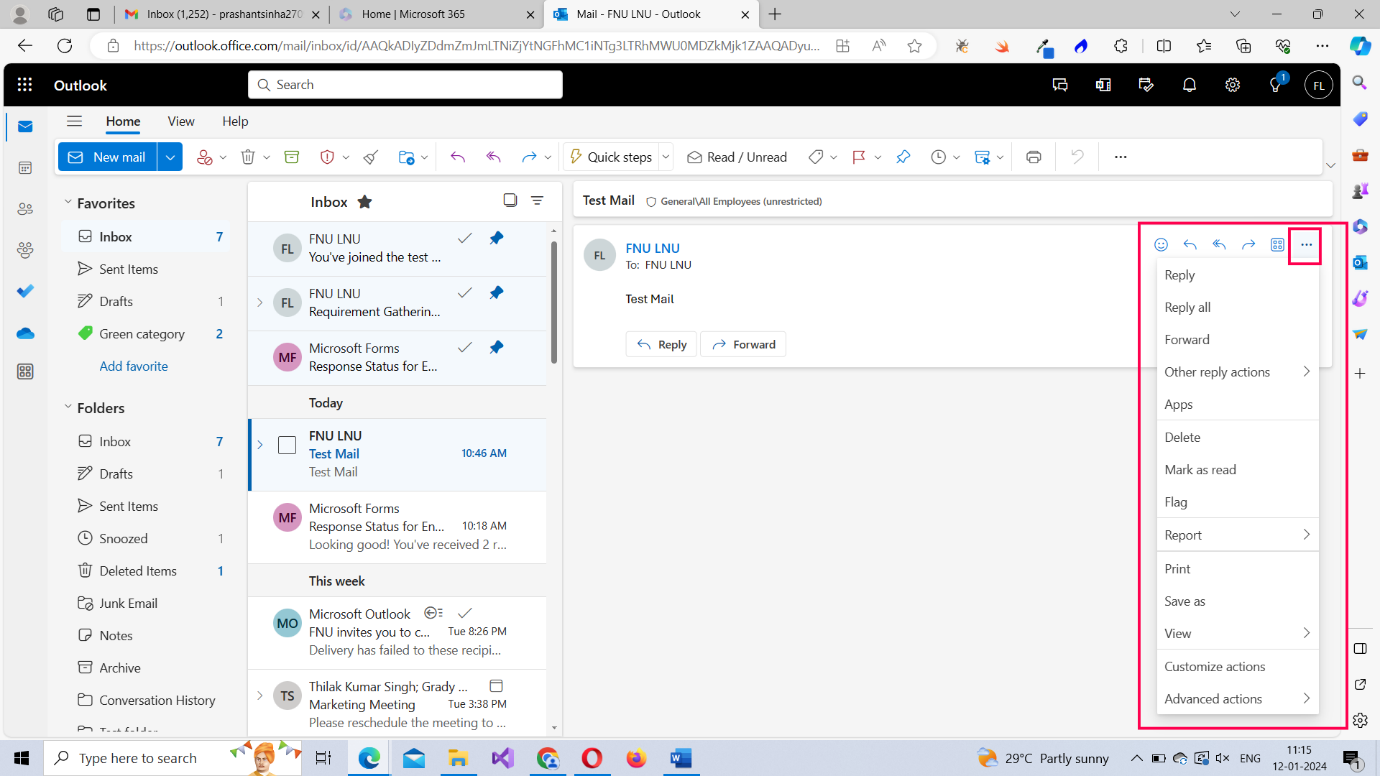 Inbox (1,252) - prashantsinha270
Home | Microsoft 365
Mail - FNU LNU - Outlook
https://outlook.office.com/mail/inbox/id/AAQkADIyZDdmZmJmLTNiZjYtNGFhMC1iNTg3LTRhMWU0MDZkMjk1ZAAQADyu...
Outlook
Search
1
FL
Home View Help
New mail
Quick steps
Read / Unread
Favorites
Inbox 7
Sent Items
Drafts 1
Green category 2
Add favorite
Folders
Inbox 7
Drafts 1
Sent Items
Snoozed 1
Deleted Items 1
Junk Email
Notes
Archive
Conversation History
Inbox
FL
FNU LNU
You've joined the test ...
FL
FNU LNU
Requirement Gatherin...
MF
Microsoft Forms
Response Status for E...
Today
FNU LNU
Test Mail 10:46 AM
Test Mail
MF
Microsoft Forms
Response Status for En... 10:18 AM
Looking good! You've received 2 r...
This week
MO
Microsoft Outlook
FNU invites you to c... Tue 8:26 PM
Delivery has failed to these recipi...
TS
Thilak Kumar Singh; Grady ...
Marketing Meeting Tue 3:38 PM
Please reschedule the meeting to ...
Test Mail General\All Employees (unrestricted)
FL
FNU LNU
To: FNU LNU
Test Mail
Reply
Forward
Reply
Reply all
Forward
Other reply actions
Apps
Delete
Mark as read
Flag
Report
Print
Save as
View
Customize actions
Advanced actions
Type here to search
29°C Partly sunny
ENG
11:15
12-01-2024
1